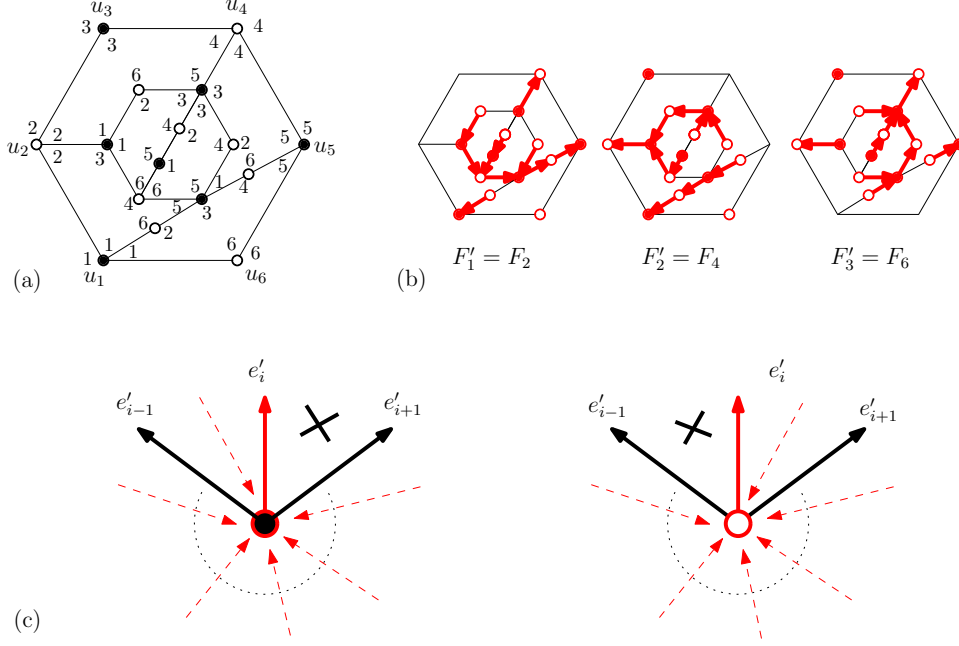 u₃ u₄
3 3 4 4 4
6 5
2 3 3 3
4 2
2 2 2 1 1 3 4 2 5 5 5
u₂ u₅
5 1 6 4
6 4 6 5 1 3
5
6 2
1 1 1 6 6
u₁ u₆
(a)
(b)
F′₁ = F₂ F′₂ = F₄ F′₃ = F₆
e′ᵢ e′ᵢ
e′ᵢ₋₁ e′ᵢ₊₁ e′ᵢ₋₁ e′ᵢ₊₁
(c)